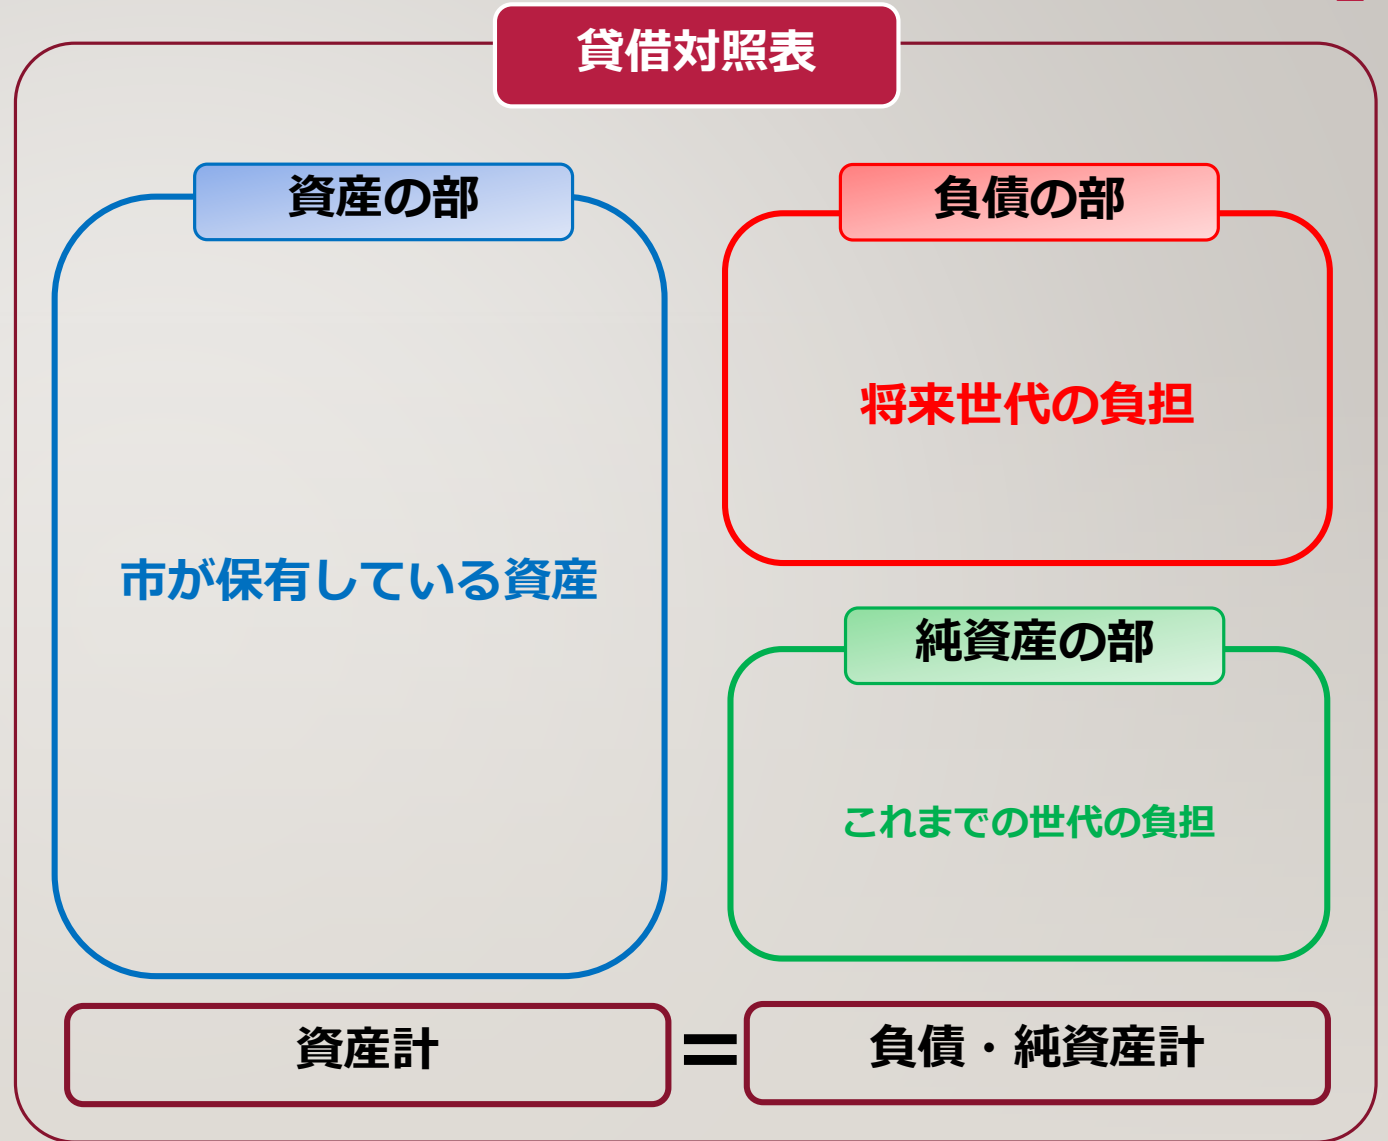 貸借対照表
資産の部
市が保有している資産
負債の部
将来世代の負担
純資産の部
これまでの世代の負担
資産計
=
負債・純資産計